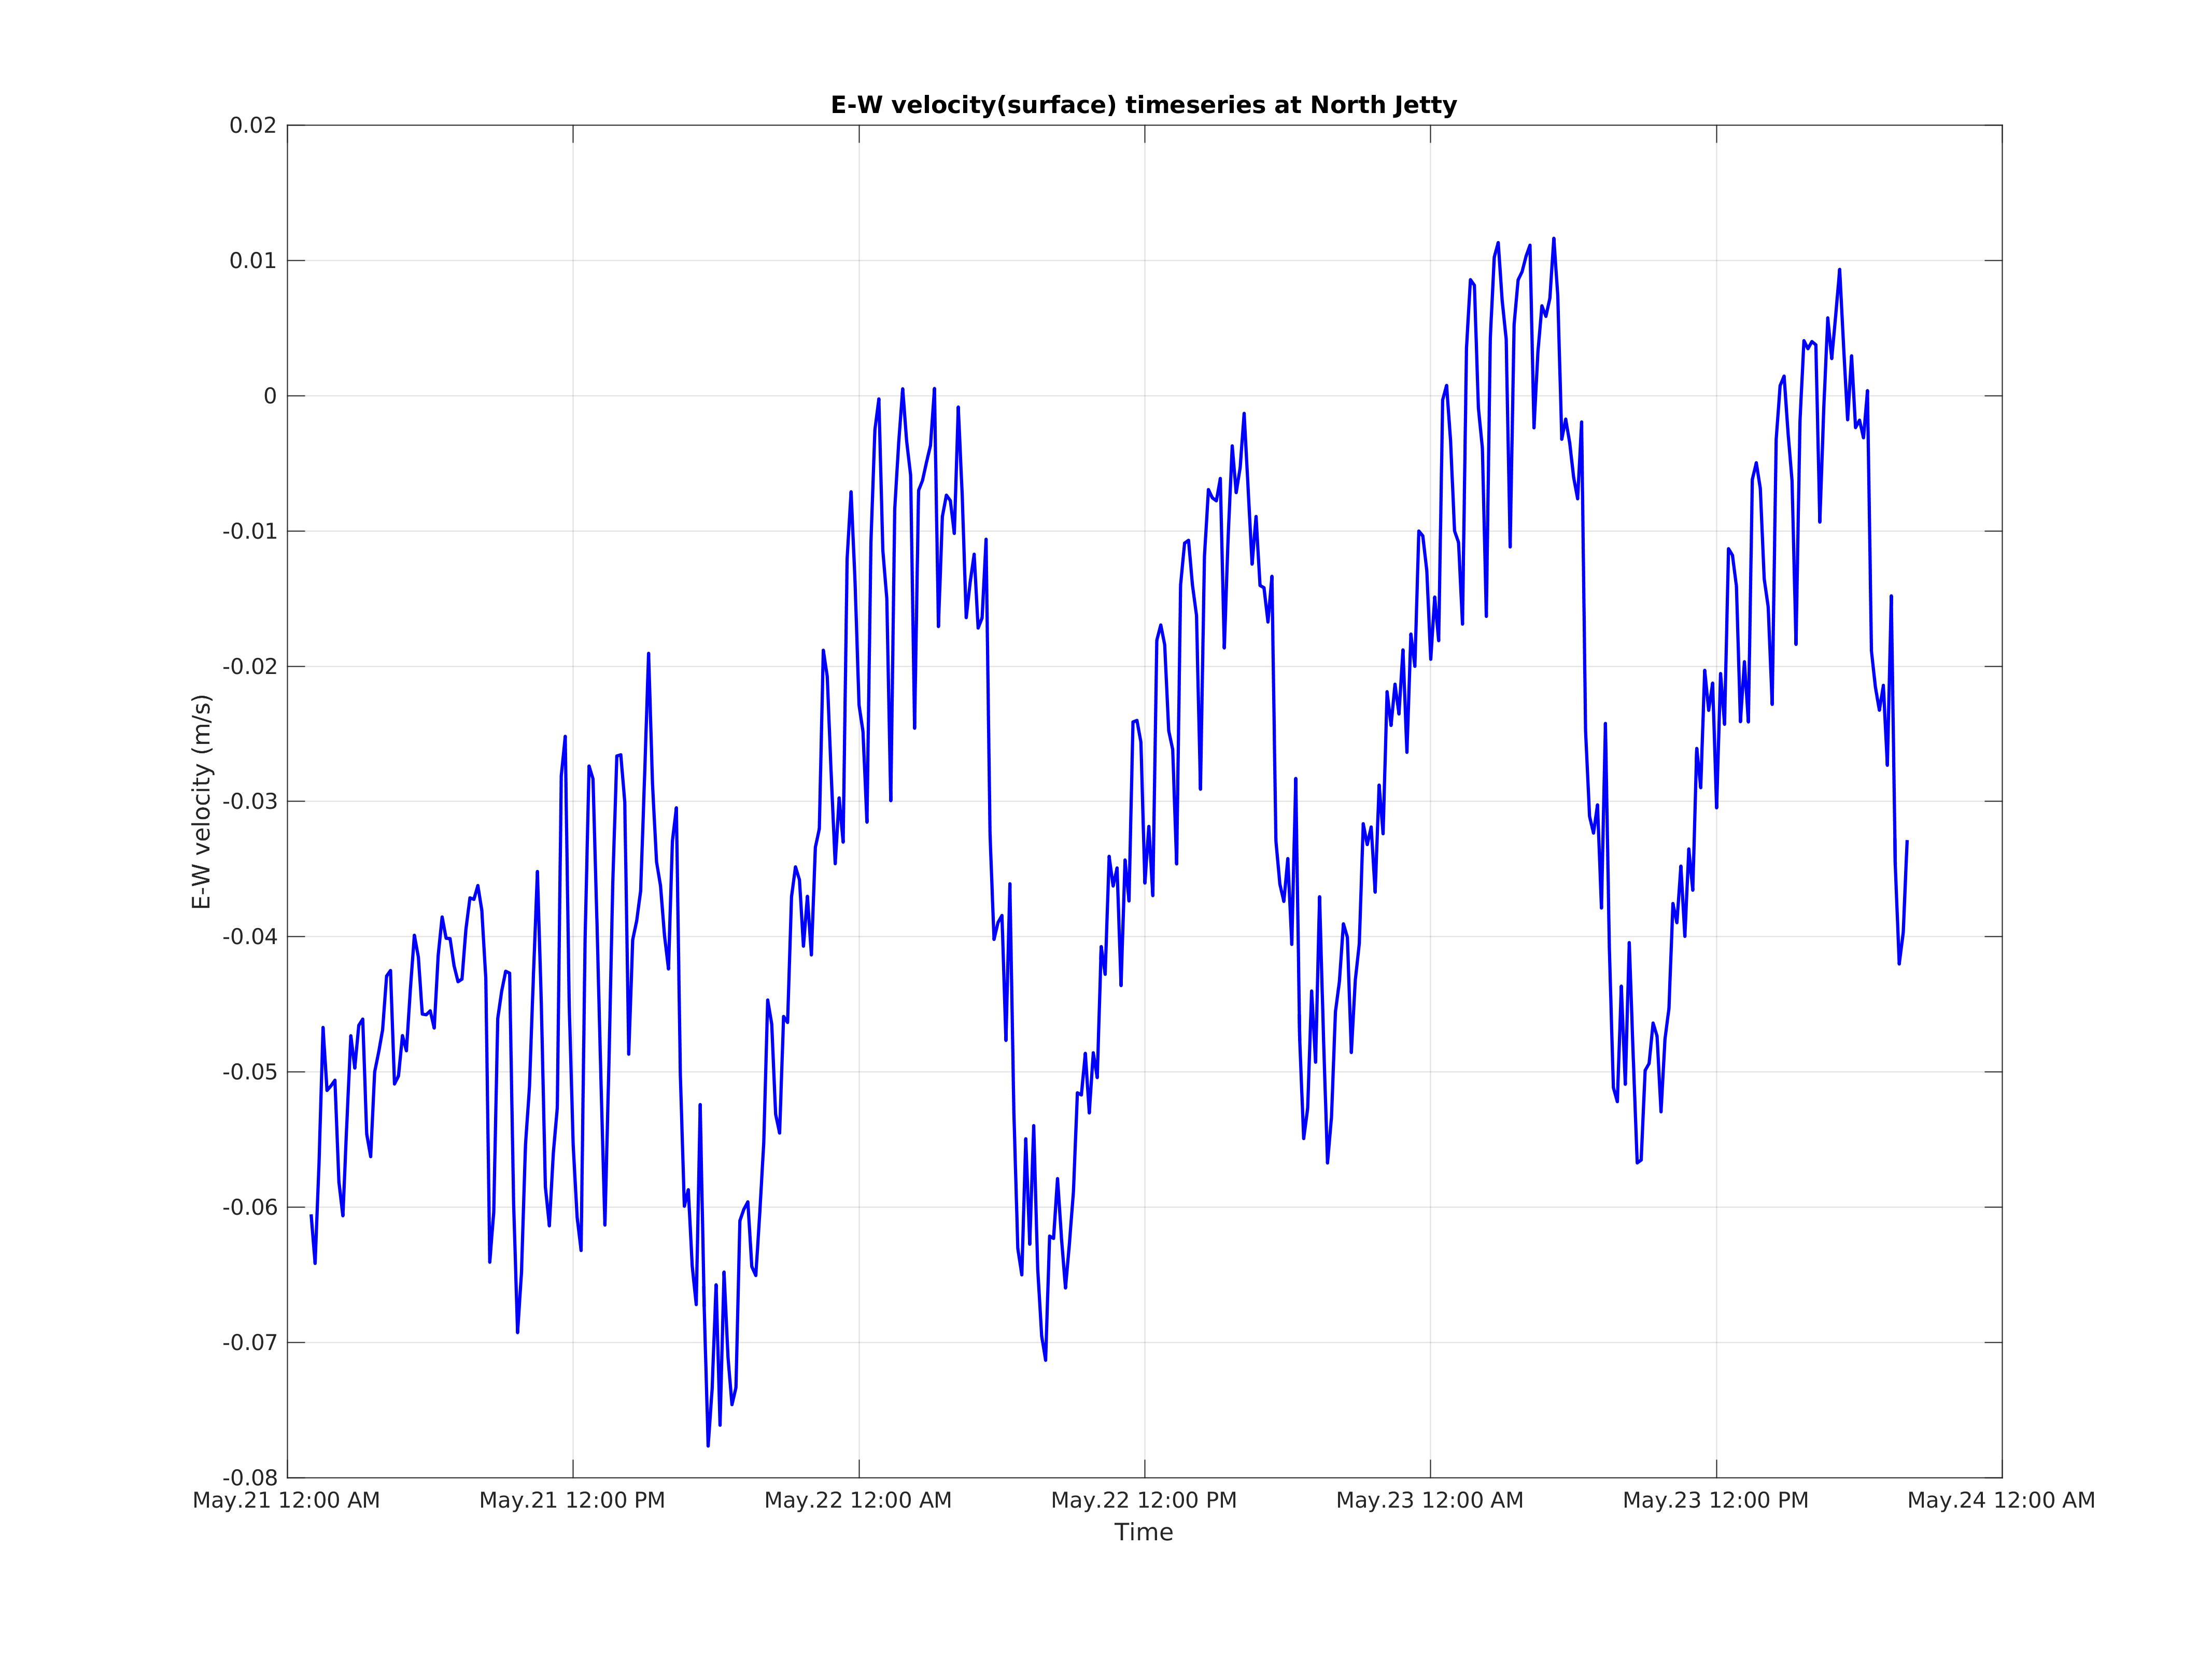 E-W velocity(surface) timeseries at North Jetty
0.02
0.01
0
-0.01
-0.02
-0.03
-0.04
-0.05
-0.06
-0.07
-0.08
E-W velocity (m/s)
May.21 12:00 AM May.21 12:00 PM May.22 12:00 AM May.22 12:00 PM May.23 12:00 AM May.23 12:00 PM May.24 12:00 AM
Time